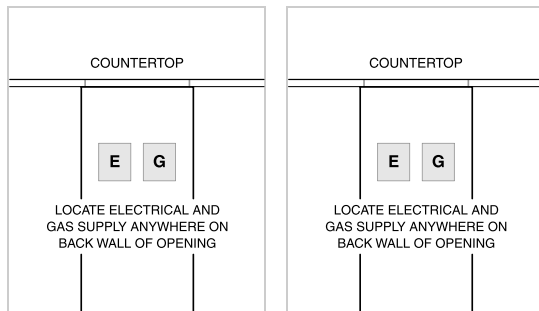 COUNTERTOP
E G
LOCATE ELECTRICAL AND
GAS SUPPLY ANYWHERE ON
BACK WALL OF OPENING
COUNTERTOP
E G
LOCATE ELECTRICAL AND
GAS SUPPLY ANYWHERE ON
BACK WALL OF OPENING